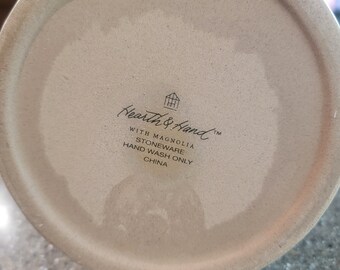 Hearth & Hand™
WITH MAGNOLIA
STONEWARE
HAND WASH ONLY
CHINA